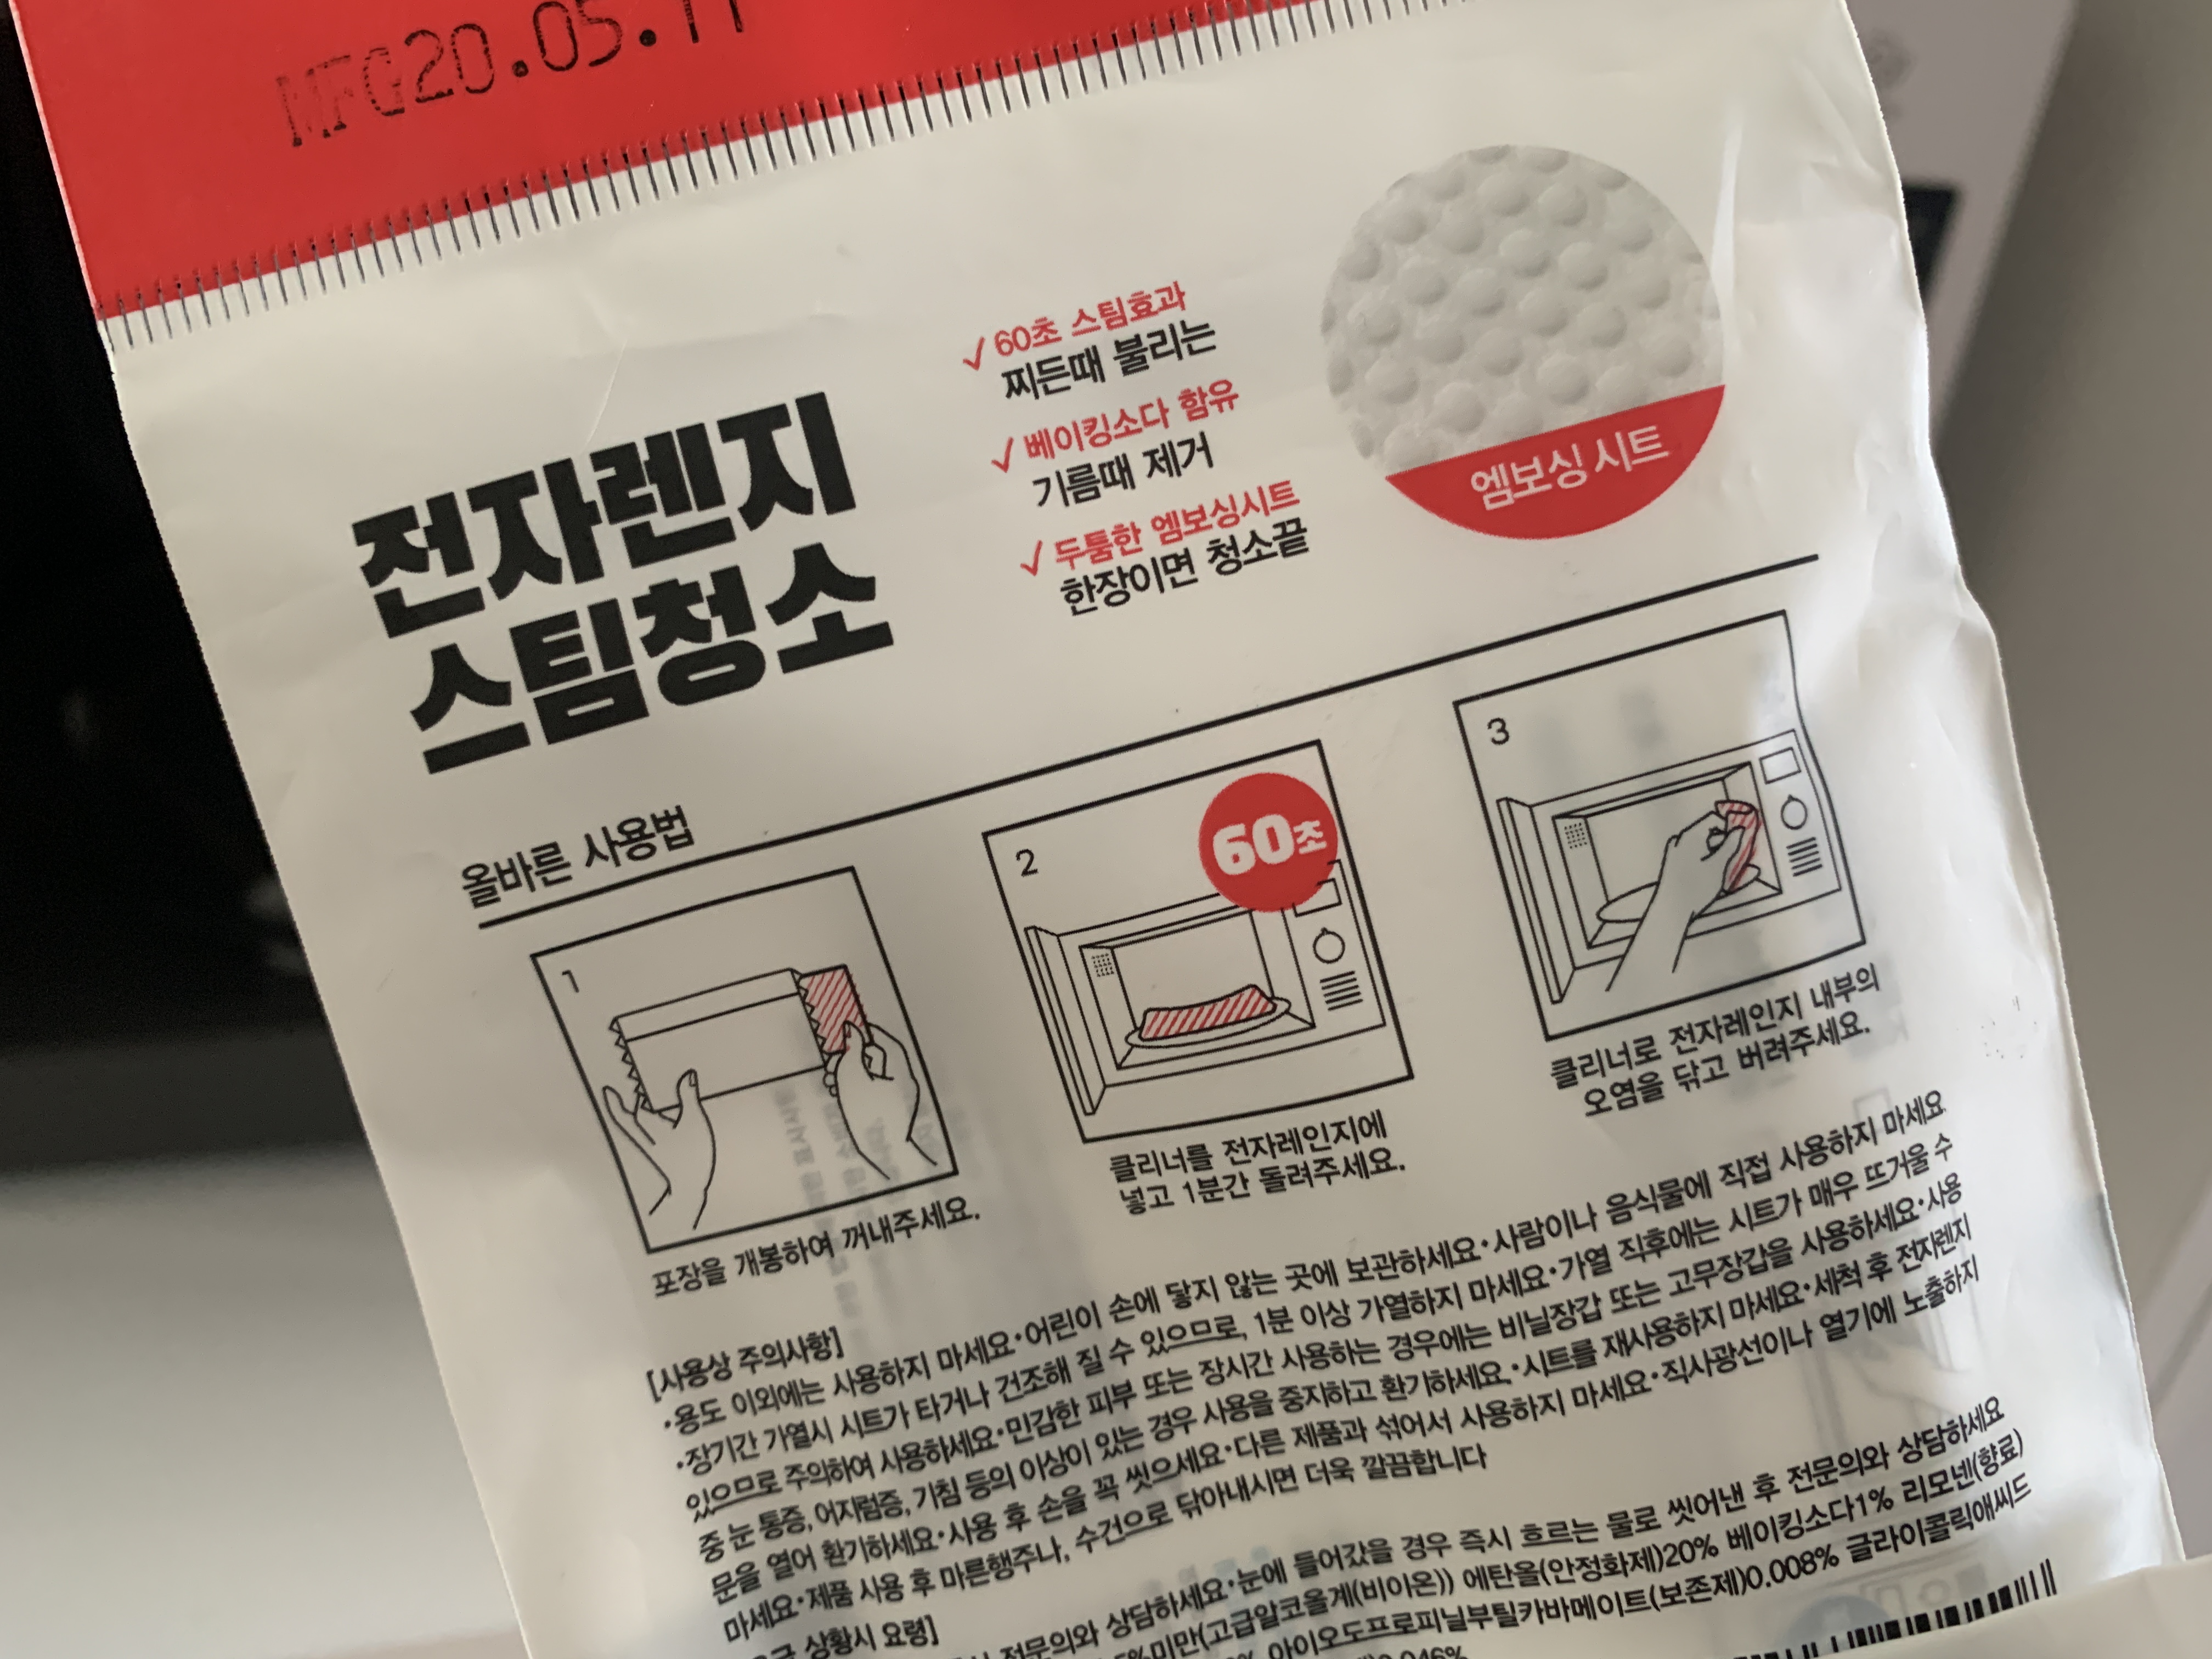 MFG20.05.11
전자렌지
스팀청소
✓ 60초 스팀효과
찌든때 불리는
✓ 베이킹소다 함유
기름때 제거
✓ 두툼한 엠보싱시트
한장이면 청소끝
엠보싱 시트
올바른 사용법
1
포장을 개봉하여 꺼내주세요.
2
60초
클리너를 전자레인지에
넣고 1분간 돌려주세요.
3
클리너로 전자레인지 내부의
오염을 닦고 버려주세요.
[사용상 주의사항]
•용도 이외에는 사용하지 마세요•어린이 손에 닿지 않는 곳에 보관하세요•사람이나 음식물에 직접 사용하지 마세요
•장기간 가열시 시트가 타거나 건조해 질 수 있으므로, 1분 이상 가열하지 마세요•가열 직후에는 시트가 매우 뜨거울 수
있으므로 주의하여 사용하세요•민감한 피부 또는 장시간 사용하는 경우에는 비닐장갑 또는 고무장갑을 사용하세요•사용
중 눈 통증, 어지럼증, 기침 등의 이상이 있는 경우 사용을 중지하고 환기하세요.•시트를 재사용하지 마세요•세척 후 전자렌지
문을 열어 환기하세요•사용 후 손을 꼭 씻으세요•다른 제품과 섞어서 사용하지 마세요•직사광선이나 열기에 노출하지
마세요•제품 사용 후 마른행주나, 수건으로 닦아내시면 더욱 깔끔합니다
상황시 요령]
전문의와 상담하세요•눈에 들어갔을 경우 즉시 흐르는 물로 씻어낸 후 전문의와 상담하세요
5%미만(고급알코올계(비이온)) 에탄올(안정화제)20% 베이킹소다1% 리모넨(향료)
아이오도프로피닐부틸카바메이트(보존제)0.008% 글라이콜릭애씨드
0.046%